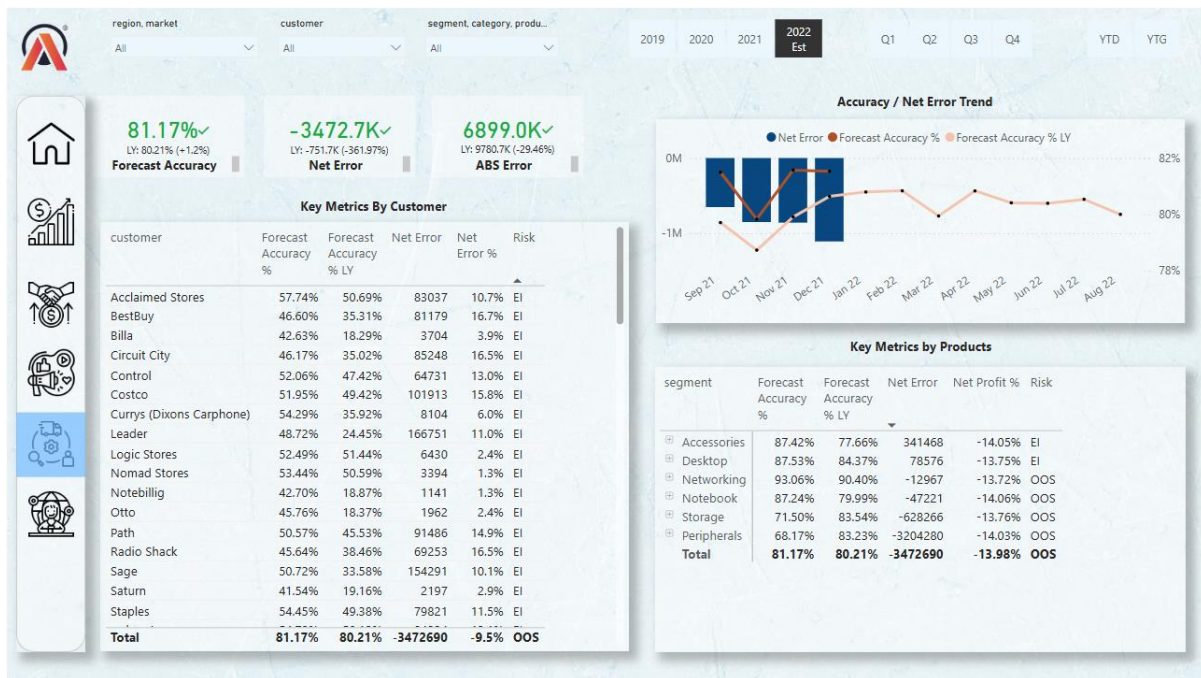 region, market
customer
segment, category, produ...
All
All
All
2019 2020 2021 2022 Est
Q1 Q2 Q3 Q4
YTD YTG
81.17%
LY: 80.21% (+1.2%)
Forecast Accuracy
-3472.7K
LY: -751.7K (-361.97%)
Net Error
6899.0K
LY: 9780.7K (-29.46%)
ABS Error
Accuracy / Net Error Trend
Net Error Forecast Accuracy % Forecast Accuracy % LY
0M
-1M
82%
80%
78%
Sep 21 Oct 21 Nov 21 Dec 21 Jan 22 Feb 22 Mar 22 Apr 22 May 22 Jun 22 Jul 22 Aug 22
Key Metrics By Customer
customer Forecast Accuracy % Forecast Accuracy % LY Net Error Net Error % Risk
Acclaimed Stores 57.74% 50.69% 83037 10.7% EI
BestBuy 46.60% 35.31% 81179 16.7% EI
Billa 42.63% 18.29% 3704 3.9% EI
Circuit City 46.17% 35.02% 85248 16.5% EI
Control 52.06% 47.42% 64731 13.0% EI
Costco 51.95% 49.42% 101913 15.8% EI
Currys (Dixons Carphone) 54.29% 35.92% 8104 6.0% EI
Leader 48.72% 24.45% 166751 11.0% EI
Logic Stores 52.49% 51.44% 6430 2.4% EI
Nomad Stores 53.44% 50.59% 3394 1.3% EI
Notebillig 42.70% 18.87% 1141 1.3% EI
Otto 45.76% 18.37% 1962 2.4% EI
Path 50.57% 45.53% 91486 14.9% EI
Radio Shack 45.64% 38.46% 69253 16.5% EI
Sage 50.72% 33.58% 154291 10.1% EI
Saturn 41.54% 19.16% 2197 2.9% EI
Staples 54.45% 49.38% 79821 11.5% EI
Total 81.17% 80.21% -3472690 -9.5% OOS
Key Metrics by Products
segment Forecast Accuracy % Forecast Accuracy % LY Net Error Net Profit % Risk
Accessories 87.42% 77.66% 341468 -14.05% EI
Desktop 87.53% 84.37% 78576 -13.75% EI
Networking 93.06% 90.40% -12967 -13.72% OOS
Notebook 87.24% 79.99% -47221 -14.06% OOS
Storage 71.50% 83.54% -628266 -13.76% OOS
Peripherals 68.17% 83.23% -3204280 -14.03% OOS
Total 81.17% 80.21% -3472690 -13.98% OOS